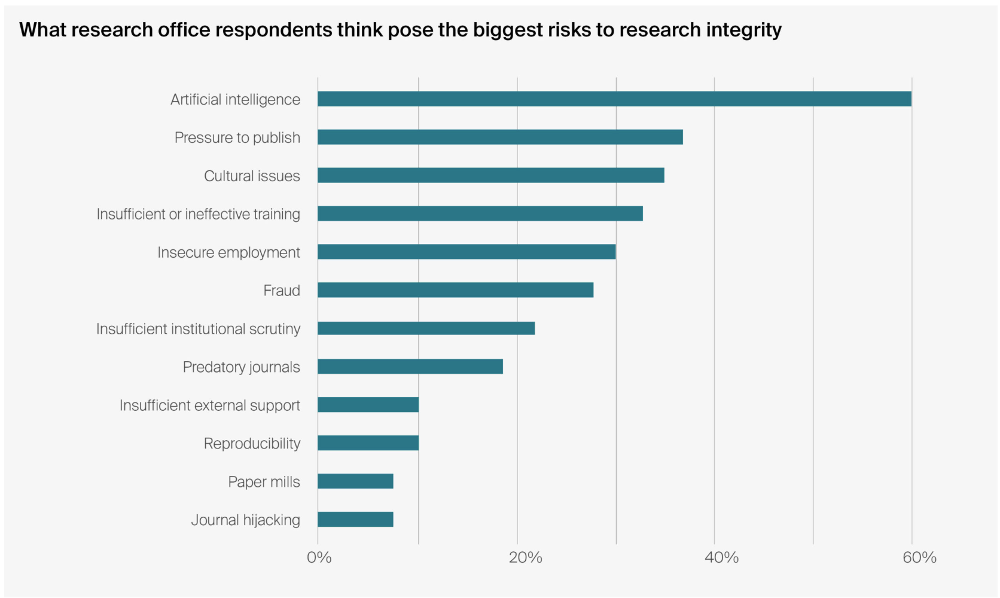 What research office respondents think pose the biggest risks to research integrity
Artificial intelligence
Pressure to publish
Cultural issues
Insufficient or ineffective training
Insecure employment
Fraud
Insufficient institutional scrutiny
Predatory journals
Insufficient external support
Reproducibility
Paper mills
Journal hijacking
0% 20% 40% 60%